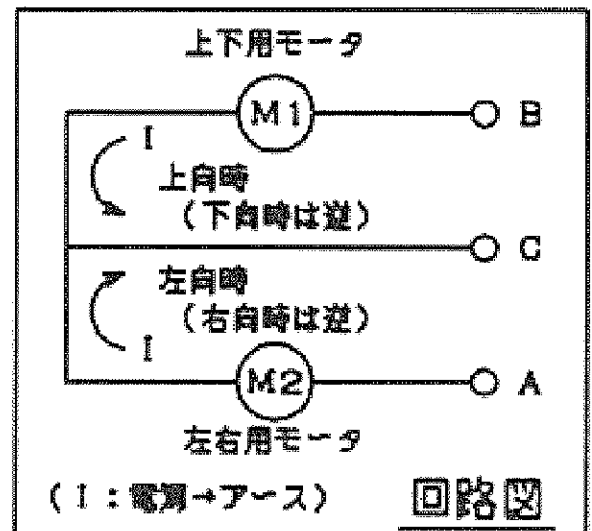 上下用モータ
M1
B
I
上向時
(下向時は逆)
C
左向時
(右向時は逆)
I
M2
A
左右用モータ
(I:電源→アース)
回路図